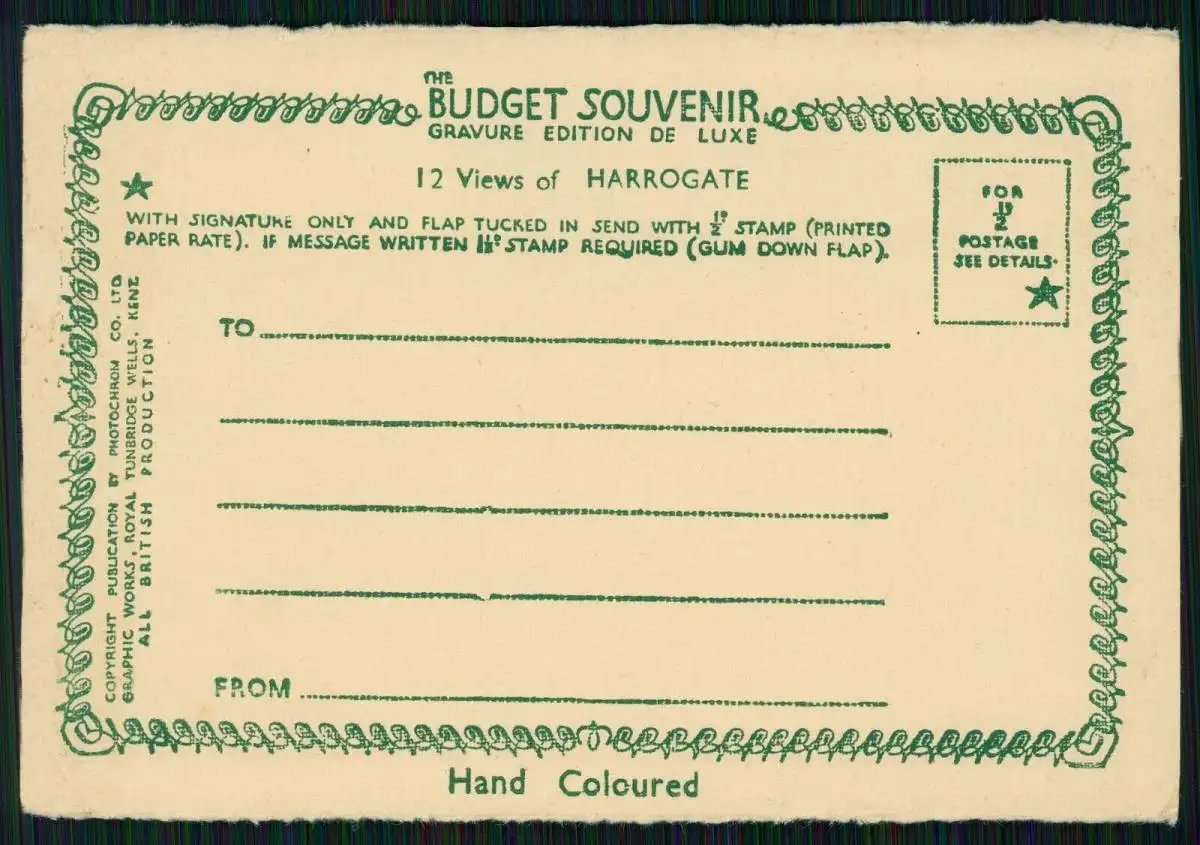 THE
BUDGET SOUVENIR
GRAVURE EDITION DE LUXE
12 Views of HARROGATE
WITH SIGNATURE ONLY AND FLAP TUCKED IN SEND WITH ½ᴰ STAMP (PRINTED
PAPER RATE). IF MESSAGE WRITTEN 1½ᴰ STAMP REQUIRED (GUM DOWN FLAP).
FOR
½ᴰ
POSTAGE
SEE DETAILS.
COPYRIGHT PUBLICATION BY PHOTOCHROM CO. LTD
GRAPHIC WORKS, ROYAL TUNBRIDGE WELLS, KENT
ALL BRITISH PRODUCTION
TO
FROM
Hand Coloured